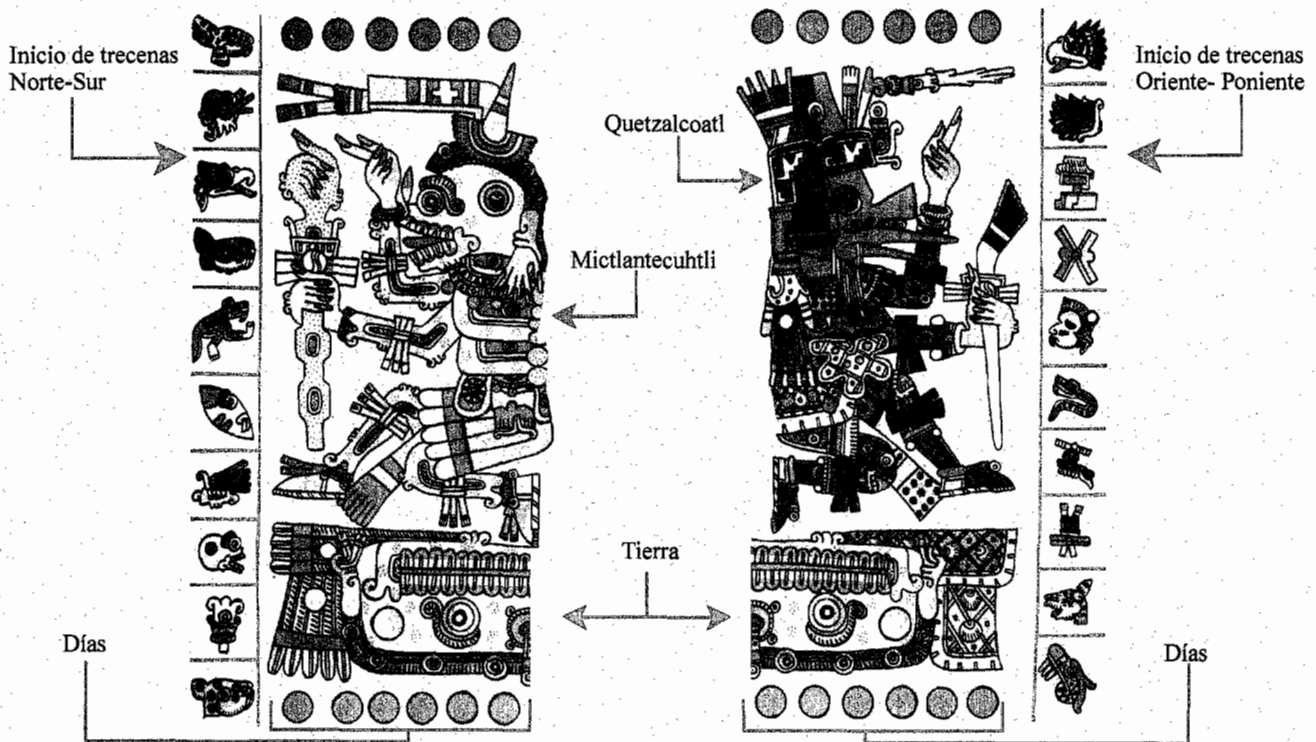 Inicio de trecenas
Norte-Sur
Quetzalcoatl
Inicio de trecenas
Oriente- Poniente
Mictlantecuhtli
Tierra
Días
Días